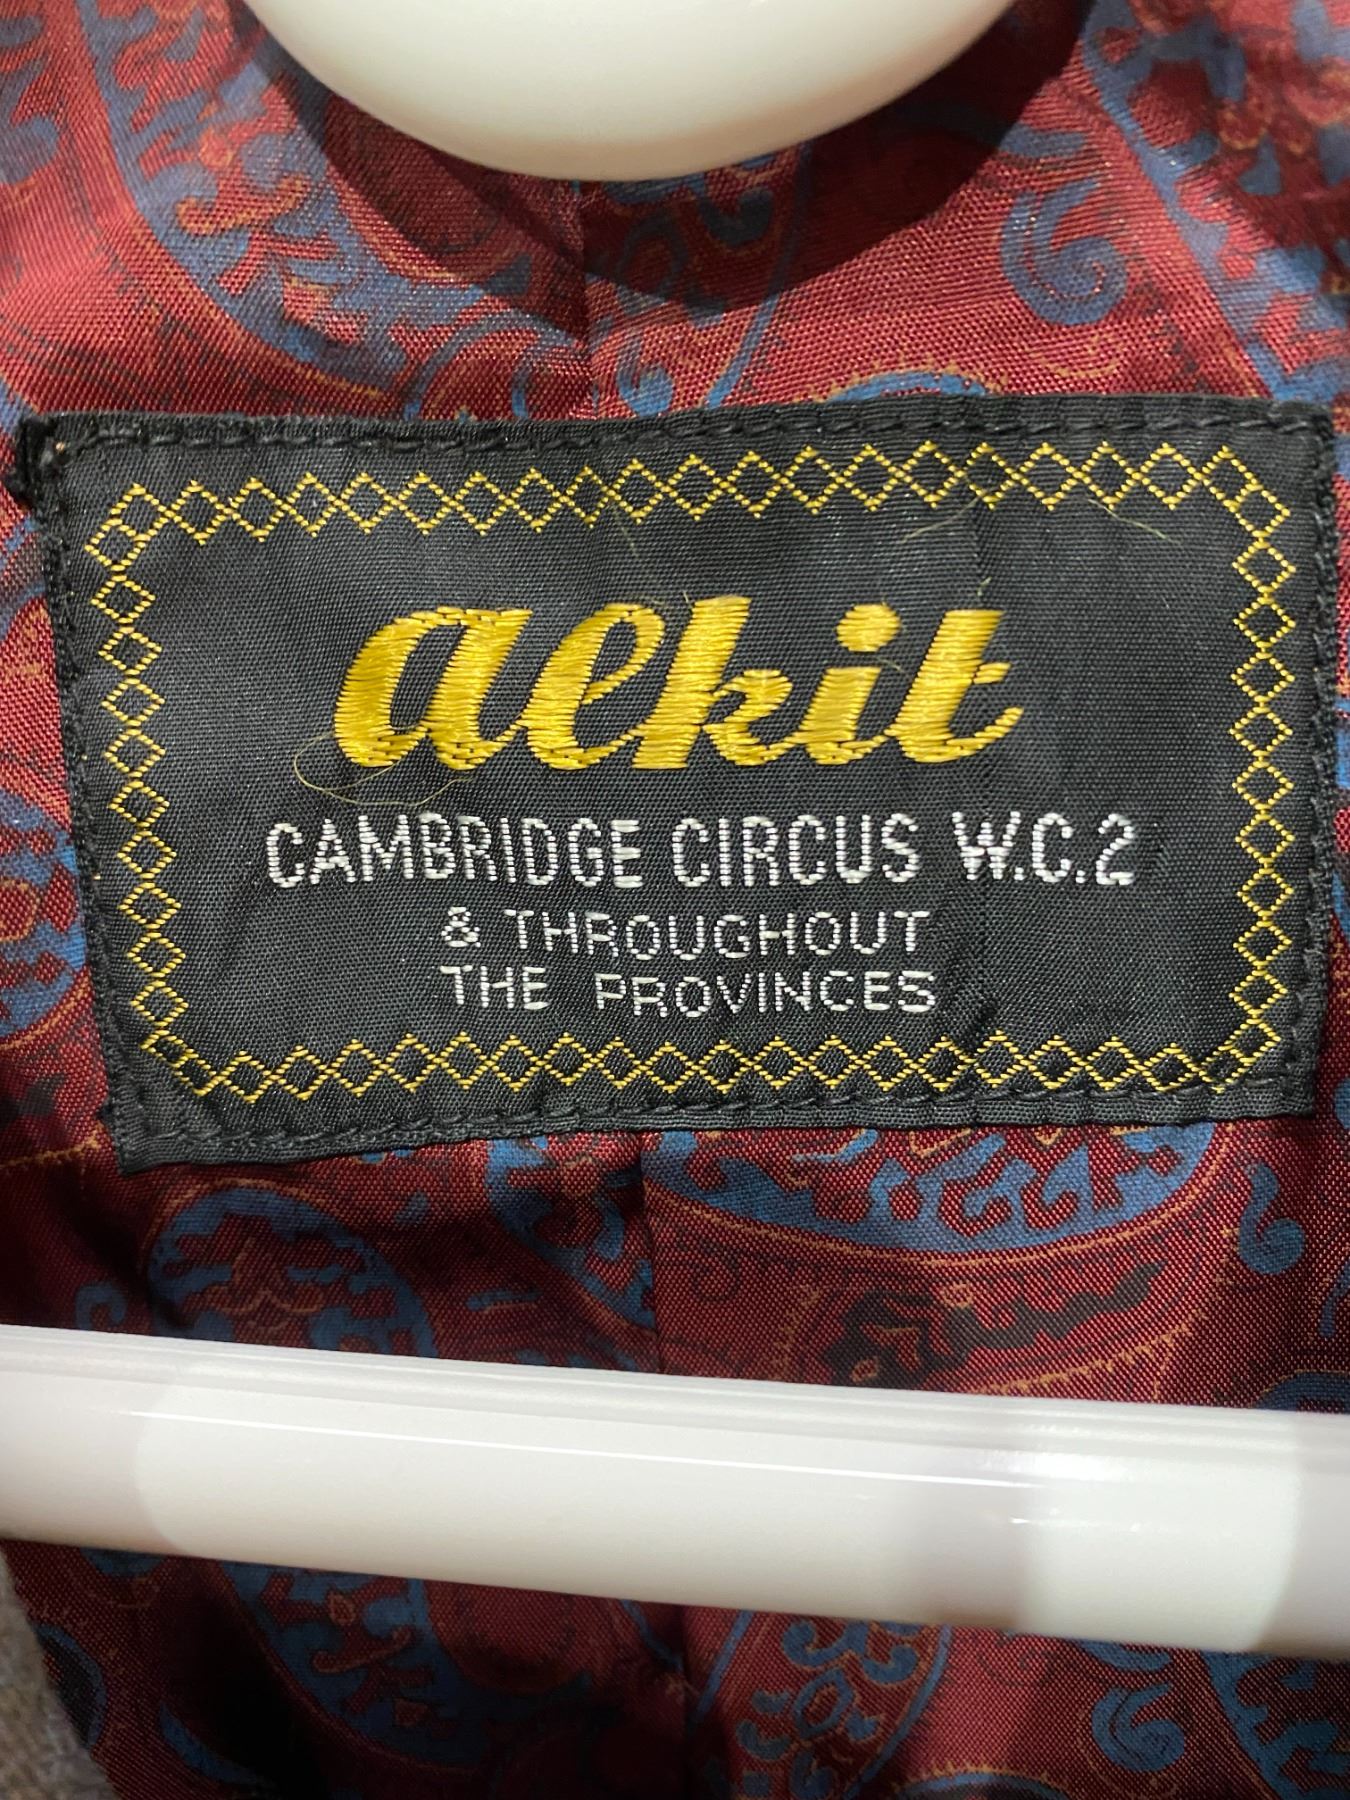 alkit
CAMBRIDGE CIRCUS W.C.2
& THROUGHOUT
THE PROVINCES